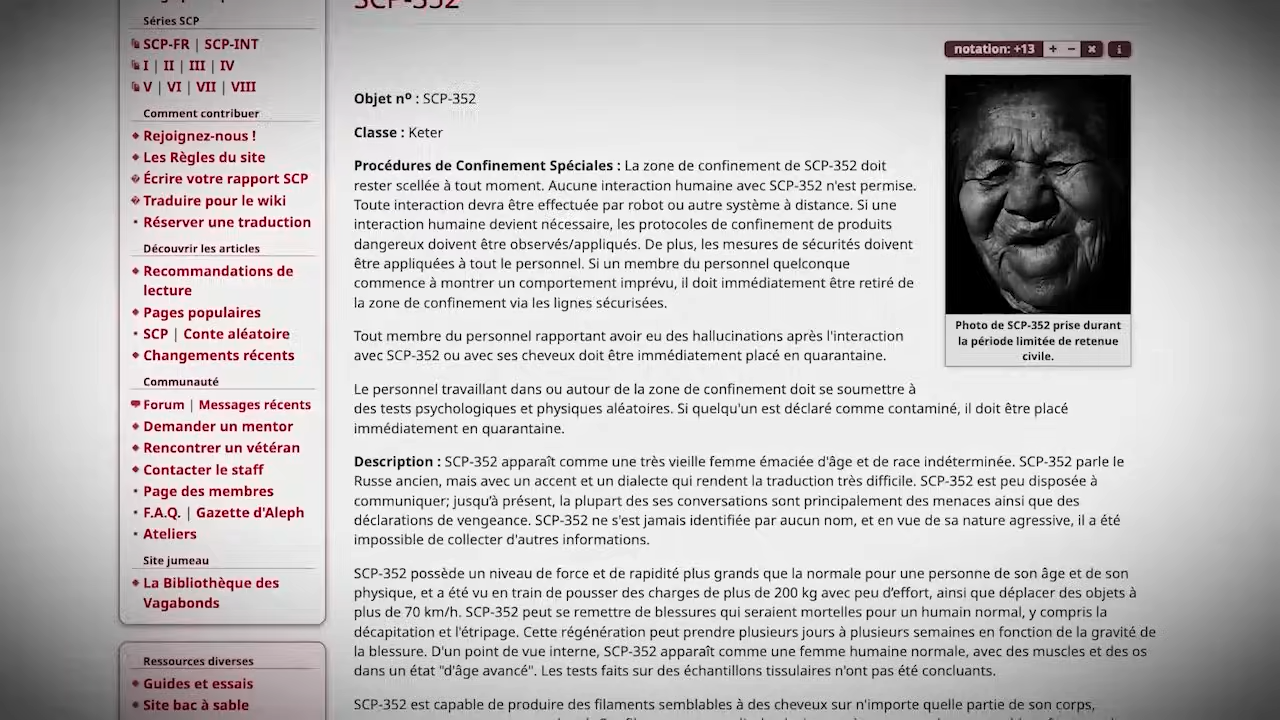 SCP-352
Séries SCP
SCP-FR | SCP-INT
I | II | III | IV
V | VI | VII | VIII
Comment contribuer
Rejoignez-nous !
Les Règles du site
Écrire votre rapport SCP
Traduire pour le wiki
Réserver une traduction
Découvrir les articles
Recommandations de
lecture
Pages populaires
SCP | Conte aléatoire
Changements récents
Communauté
Forum | Messages récents
Demander un mentor
Rencontrer un vétéran
Contacter le staff
Page des membres
F.A.Q. | Gazette d'Aleph
Ateliers
Site jumeau
La Bibliothèque des
Vagabonds
Ressources diverses
Guides et essais
Site bac à sable
notation: +13 + − × i
Objet nº : SCP-352
Classe : Keter
Procédures de Confinement Spéciales : La zone de confinement de SCP-352 doit
rester scellée à tout moment. Aucune interaction humaine avec SCP-352 n'est permise.
Toute interaction devra être effectuée par robot ou autre système à distance. Si une
interaction humaine devient nécessaire, les protocoles de confinement de produits
dangereux doivent être observés/appliqués. De plus, les mesures de sécurités doivent
être appliquées à tout le personnel. Si un membre du personnel quelconque
commence à montrer un comportement imprévu, il doit immédiatement être retiré de
la zone de confinement via les lignes sécurisées.
Photo de SCP-352 prise durant
la période limitée de retenue
civile.
Tout membre du personnel rapportant avoir eu des hallucinations après l'interaction
avec SCP-352 ou avec ses cheveux doit être immédiatement placé en quarantaine.
Le personnel travaillant dans ou autour de la zone de confinement doit se soumettre à
des tests psychologiques et physiques aléatoires. Si quelqu'un est déclaré comme contaminé, il doit être placé
immédiatement en quarantaine.
Description : SCP-352 apparaît comme une très vieille femme émaciée d'âge et de race indéterminée. SCP-352 parle le
Russe ancien, mais avec un accent et un dialecte qui rendent la traduction très difficile. SCP-352 est peu disposée à
communiquer; jusqu'à présent, la plupart des ses conversations sont principalement des menaces ainsi que des
déclarations de vengeance. SCP-352 ne s'est jamais identifiée par aucun nom, et en vue de sa nature agressive, il a été
impossible de collecter d'autres informations.
SCP-352 possède un niveau de force et de rapidité plus grands que la normale pour une personne de son âge et de son
physique, et a été vu en train de pousser des charges de plus de 200 kg avec peu d'effort, ainsi que déplacer des objets à
plus de 70 km/h. SCP-352 peut se remettre de blessures qui seraient mortelles pour un humain normal, y compris la
décapitation et l'étripage. Cette régénération peut prendre plusieurs jours à plusieurs semaines en fonction de la gravité de
la blessure. D'un point de vue interne, SCP-352 apparaît comme une femme humaine normale, avec des muscles et des os
dans un état "d'âge avancé". Les tests faits sur des échantillons tissulaires n'ont pas été concluants.
SCP-352 est capable de produire des filaments semblables à des cheveux sur n'importe quelle partie de son corps,